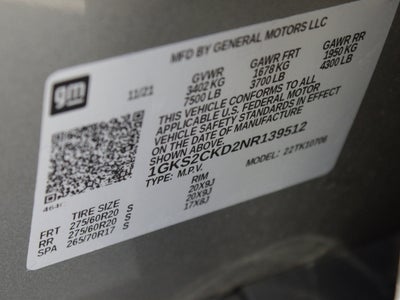 gm
MFD BY GENERAL MOTORS LLC
11/21
GVWR GAWR FRT GAWR RR
3402 KG 1678 KG 1950 KG
7500 LB 3700 LB 4300 LB
THIS VEHICLE CONFORMS TO ALL
APPLICABLE U.S. FEDERAL MOTOR
VEHICLE SAFETY STANDARDS IN EFFECT
ON THE DATE OF MANUFACTURE
SHOWN ABOVE.
1GKS2CKD2NR139512
TYPE: M.P.V. MODEL: 22TK10706
TIRE SIZE RIM
FRT 275/60R20 S 20X9J
RR 275/60R20 S 20X9J
SPA 265/70R17 S 17X8J